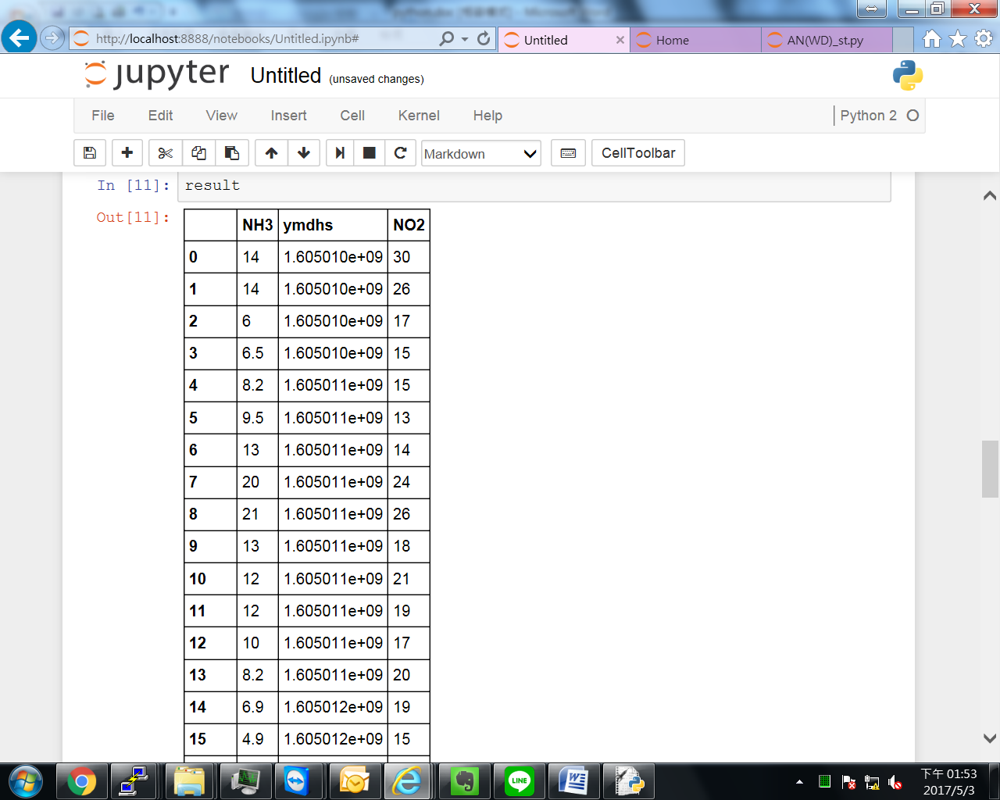 http://localhost:8888/notebooks/Untitled.ipynb#
Untitled
Home
AN(WD)_st.py
jupyter Untitled (unsaved changes)
File Edit View Insert Cell Kernel Help
Python 2
Markdown
CellToolbar
In [11]: result
Out[11]:
NH3 ymdhs NO2
0 14 1.605010e+09 30
1 14 1.605010e+09 26
2 6 1.605010e+09 17
3 6.5 1.605010e+09 15
4 8.2 1.605011e+09 15
5 9.5 1.605011e+09 13
6 13 1.605011e+09 14
7 20 1.605011e+09 24
8 21 1.605011e+09 26
9 13 1.605011e+09 18
10 12 1.605011e+09 21
11 12 1.605011e+09 19
12 10 1.605011e+09 17
13 8.2 1.605011e+09 20
14 6.9 1.605012e+09 19
15 4.9 1.605012e+09 15
LINE
下午 01:53
2017/5/3